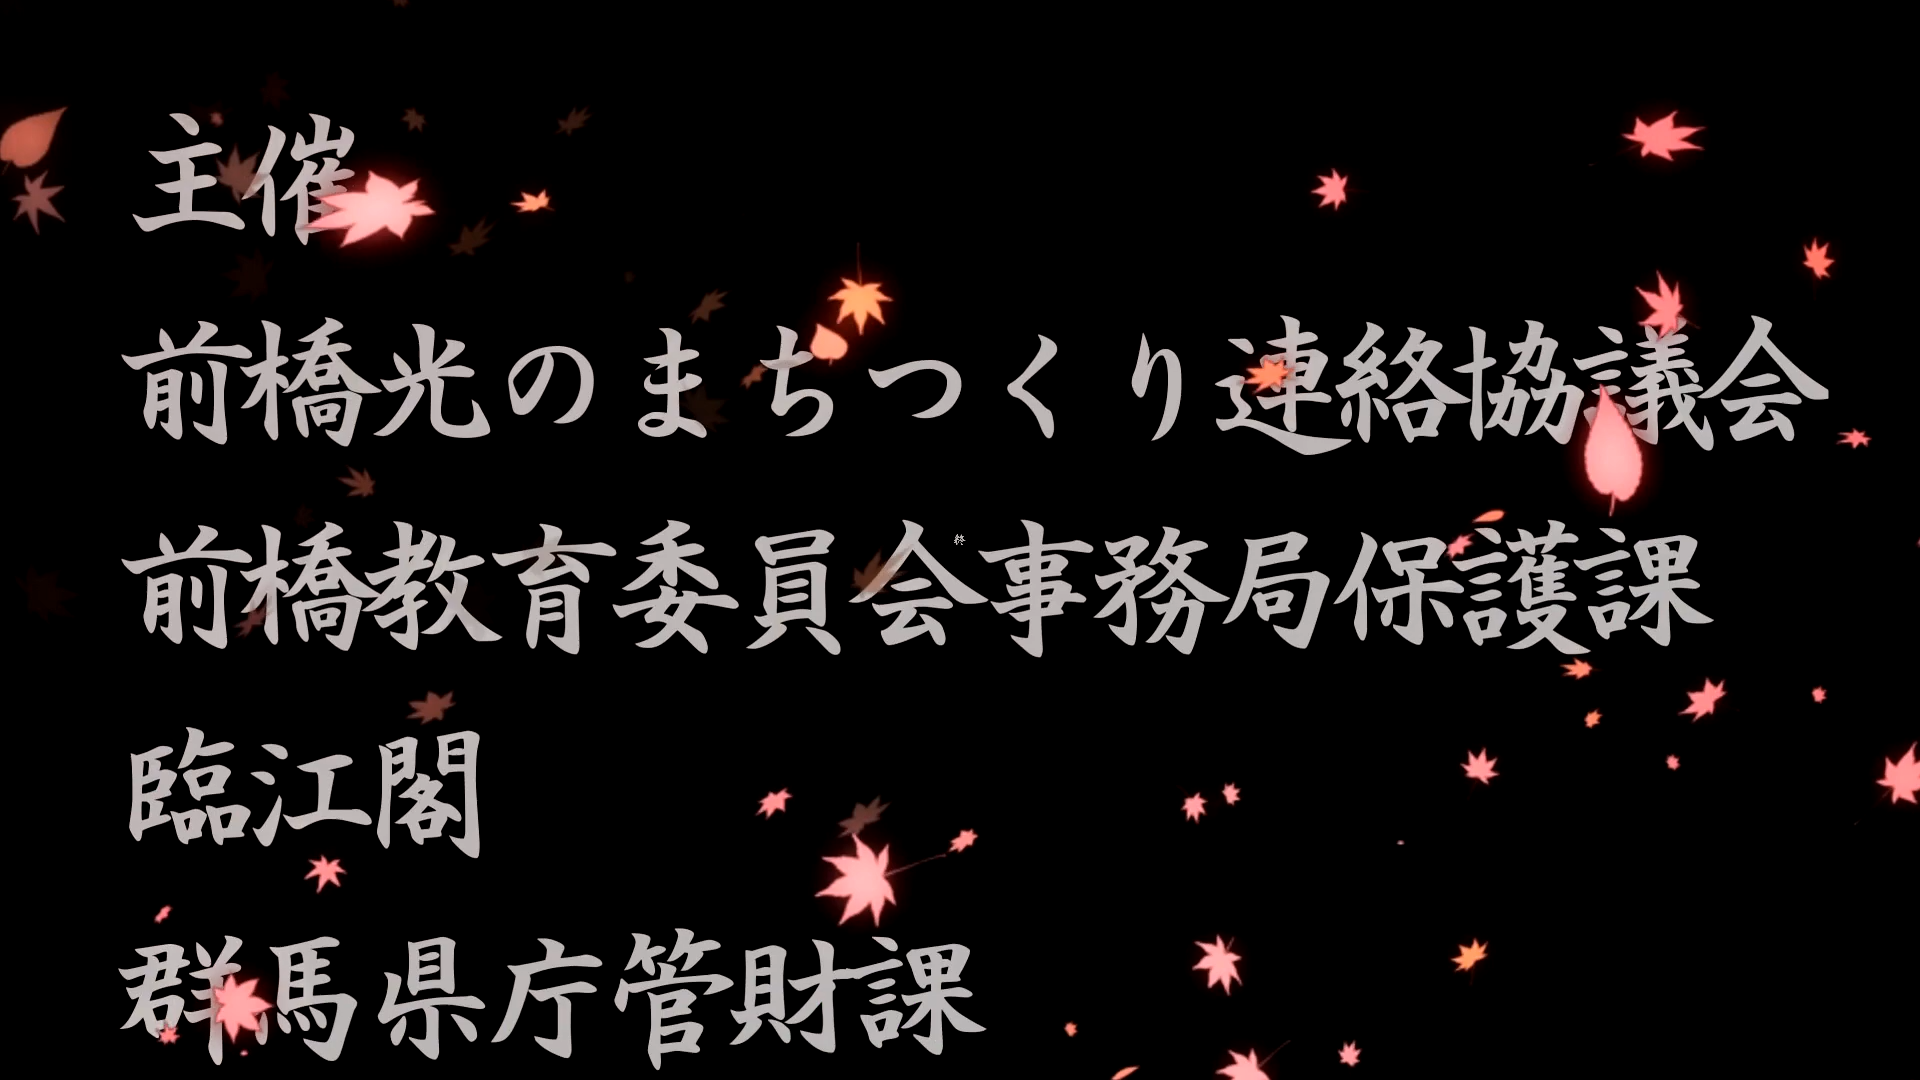 主催
前橋光のまちつくり連絡協議会
前橋教育委員会事務局保護課
臨江閣
群馬県庁管財課